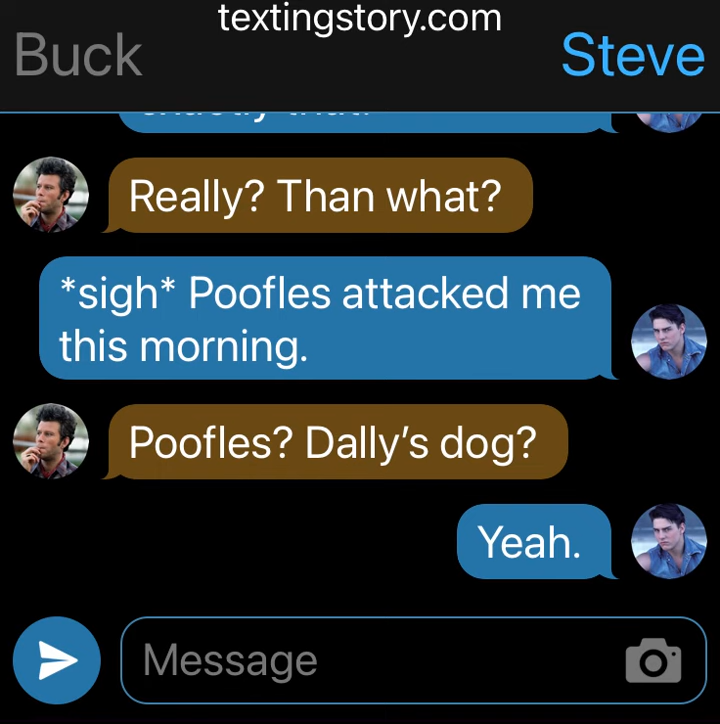 textingstory.com
Buck
Steve
Really? Than what?
*sigh* Poofles attacked me
this morning.
Poofles? Dally’s dog?
Yeah.
Message